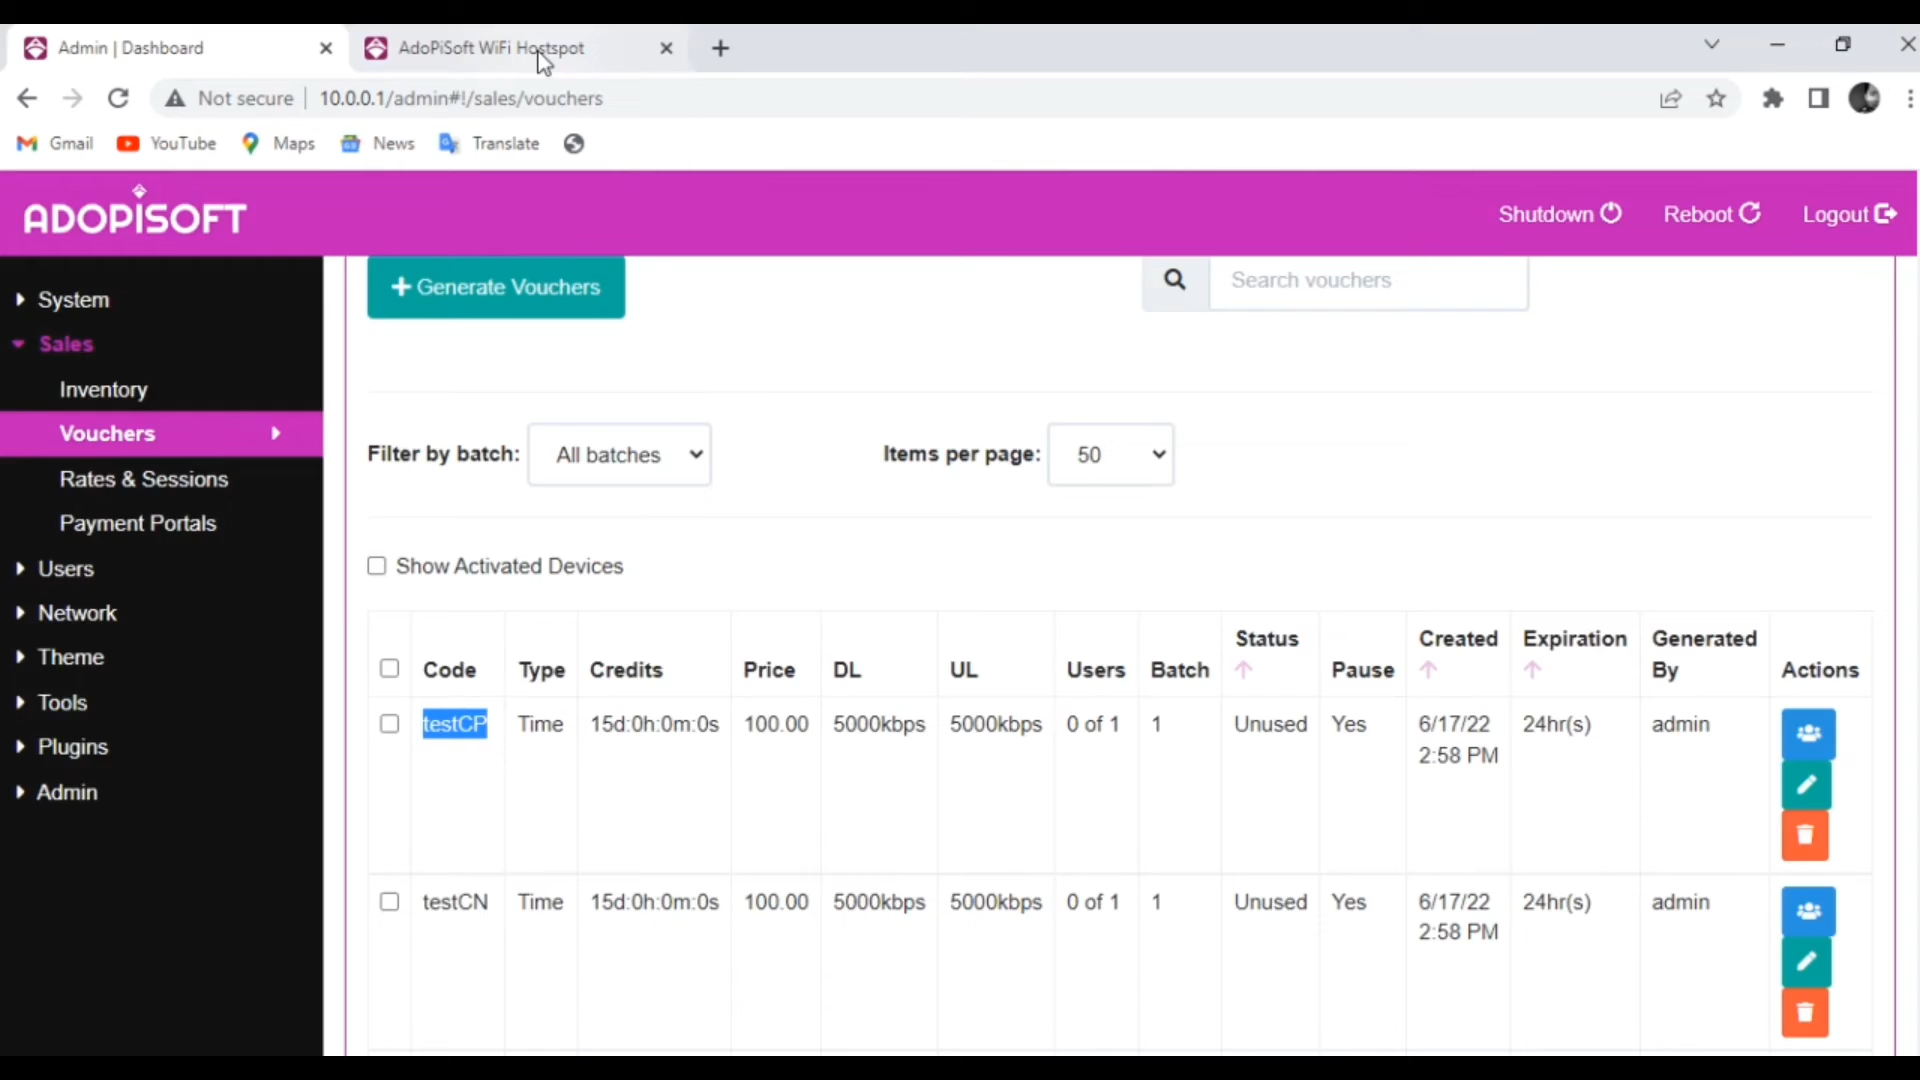 Admin | Dashboard
AdoPiSoft WiFi Hostspot
Not secure
10.0.0.1/admin#!/sales/vouchers
Gmail
YouTube
Maps
News
Translate
ADOPISOFT
Shutdown
Reboot
Logout
System
Sales
Inventory
Vouchers
Rates & Sessions
Payment Portals
Users
Network
Theme
Tools
Plugins
Admin
+ Generate Vouchers
Search vouchers
Filter by batch: All batches
Items per page: 50
Show Activated Devices
Code Type Credits Price DL UL Users Batch Status Pause Created Expiration Generated By Actions
testCP Time 15d:0h:0m:0s 100.00 5000kbps 5000kbps 0 of 1 1 Unused Yes 6/17/22 24hr(s) admin
2:58 PM
testCN Time 15d:0h:0m:0s 100.00 5000kbps 5000kbps 0 of 1 1 Unused Yes 6/17/22 24hr(s) admin
2:58 PM